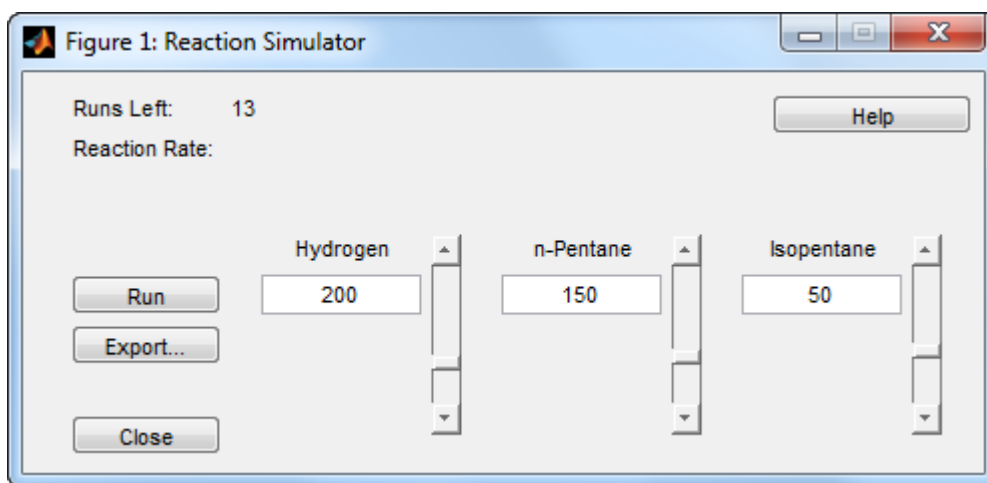 Figure 1: Reaction Simulator
Runs Left: 13
Help
Reaction Rate:
Hydrogen n-Pentane Isopentane
Run 200 150 50
Export...
Close